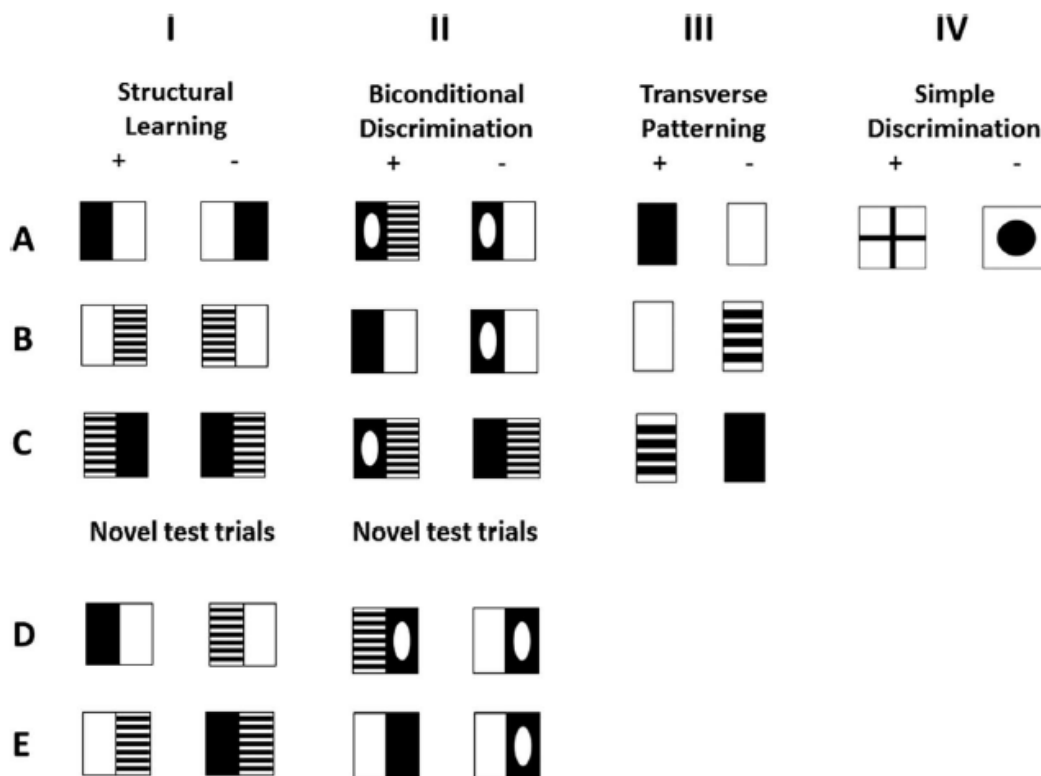 I II III IV
Structural Learning Biconditional Discrimination Transverse Patterning Simple Discrimination
+ - + - + - + -
A
B
C
Novel test trials Novel test trials
D
E